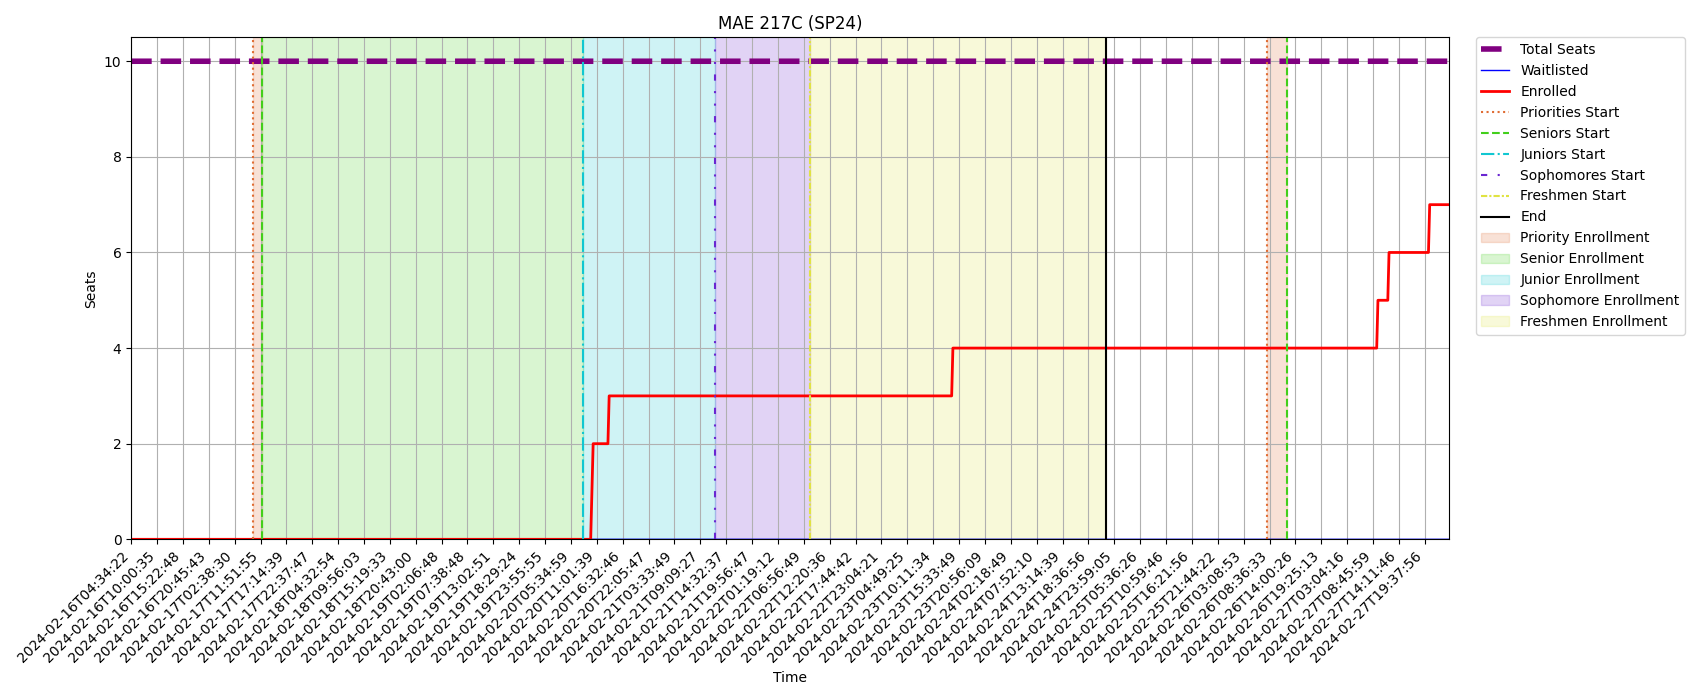 MAE 217C (SP24)
10
8
6
4
2
0
Seats
2024-02-16T04:34:22
2024-02-16T10:00:35
2024-02-16T15:22:48
2024-02-16T20:45:43
2024-02-17T02:38:30
2024-02-17T11:51:55
2024-02-17T17:14:39
2024-02-17T22:37:47
2024-02-18T04:32:54
2024-02-18T09:56:03
2024-02-18T15:19:33
2024-02-18T20:43:00
2024-02-19T02:06:48
2024-02-19T07:38:48
2024-02-19T13:02:51
2024-02-19T18:29:24
2024-02-19T23:55:55
2024-02-20T05:34:59
2024-02-20T11:01:39
2024-02-20T16:32:46
2024-02-20T22:05:47
2024-02-21T03:33:49
2024-02-21T09:09:27
2024-02-21T14:32:37
2024-02-21T19:56:47
2024-02-22T01:19:12
2024-02-22T06:56:49
2024-02-22T12:20:36
2024-02-22T17:44:42
2024-02-22T23:04:21
2024-02-23T04:49:25
2024-02-23T10:11:34
2024-02-23T15:33:49
2024-02-23T20:56:09
2024-02-24T02:18:49
2024-02-24T07:52:10
2024-02-24T13:14:39
2024-02-24T18:36:56
2024-02-24T23:59:05
2024-02-25T05:36:26
2024-02-25T10:59:46
2024-02-25T16:21:56
2024-02-25T21:44:22
2024-02-26T03:08:53
2024-02-26T08:36:33
2024-02-26T14:00:26
2024-02-26T19:25:13
2024-02-27T03:04:16
2024-02-27T08:45:59
2024-02-27T14:11:46
2024-02-27T19:37:56
Time
Total Seats
Waitlisted
Enrolled
Priorities Start
Seniors Start
Juniors Start
Sophomores Start
Freshmen Start
End
Priority Enrollment
Senior Enrollment
Junior Enrollment
Sophomore Enrollment
Freshmen Enrollment